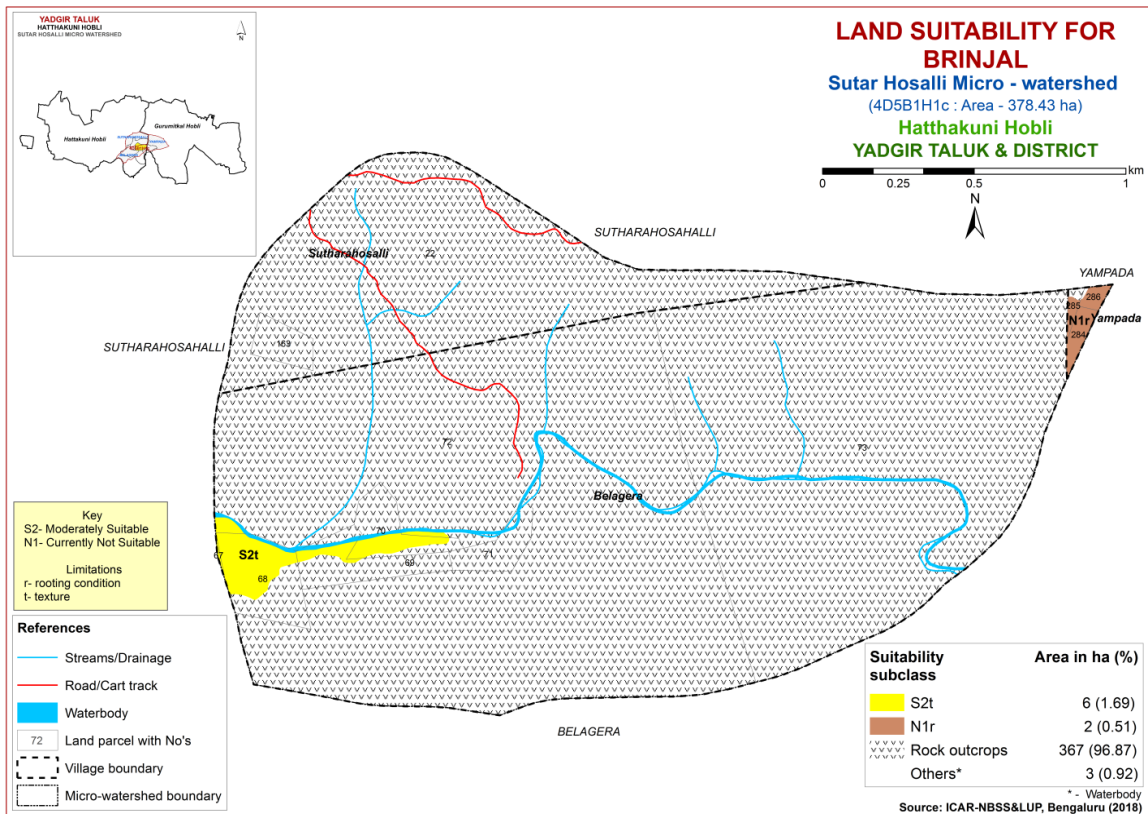 YADGIR TALUK
HATTHAKUNI HOBLI
SUTAR HOSALLI MICRO WATERSHED
N
Hattakuni Hobli
Gurumitkal Hobli
LAND SUITABILITY FOR
BRINJAL
Sutar Hosalli Micro - watershed
(4D5B1H1c : Area - 378.43 ha)
Hatthakuni Hobli
YADGIR TALUK & DISTRICT
km
0 0.25 0.5 1
N
SUTHARAHOSAHALLI
Sutharahosalli
22
YAMPADA
286
285
N1r
Yampada
284
SUTHARAHOSAHALLI
163
72
73
Belagera
70
67
S2t
71
69
68
BELAGERA
Key
S2- Moderately Suitable
N1- Currently Not Suitable
Limitations
r- rooting condition
t- texture
References
Streams/Drainage
Road/Cart track
Waterbody
72 Land parcel with No's
Village boundary
Micro-watershed boundary
Suitability subclass Area in ha (%)
S2t 6 (1.69)
N1r 2 (0.51)
Rock outcrops 367 (96.87)
Others* 3 (0.92)
* - Waterbody
Source: ICAR-NBSS&LUP, Bengaluru (2018)